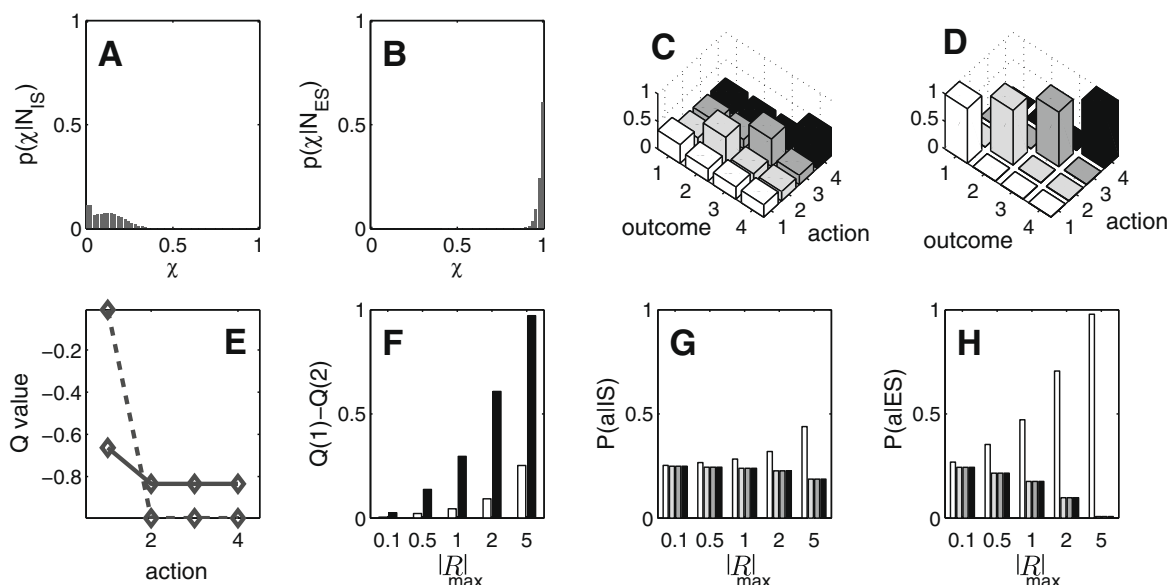 A
1
0.5
0
p(χ|N_IS)
0 0.5 1
χ
B
1
0.5
0
p(χ|N_ES)
0 0.5 1
χ
C
1
0.5
0
1 2 3 4
outcome
1 2 3 4
action
D
1
0.5
0
1 2 3 4
outcome
1 2 3 4
action
E
−0.2
−0.4
−0.6
−0.8
Q value
2 4
action
F
1
0.5
0
Q(1)−Q(2)
0.1 0.5 1 2 5
|R|_max
G
1
0.5
0
P(a|IS)
0.1 0.5 1 2 5
|R|_max
H
1
0.5
0
P(a|ES)
0.1 0.5 1 2 5
|R|_max